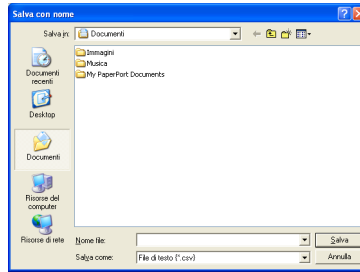 Salva con nome
Salva in: Documenti
Immagini
Musica
My PaperPort Documents
Documenti recenti
Desktop
Documenti
Risorse del computer
Risorse di rete
Nome file:
Salva
Salva come: File di testo (*.csv)
Annulla